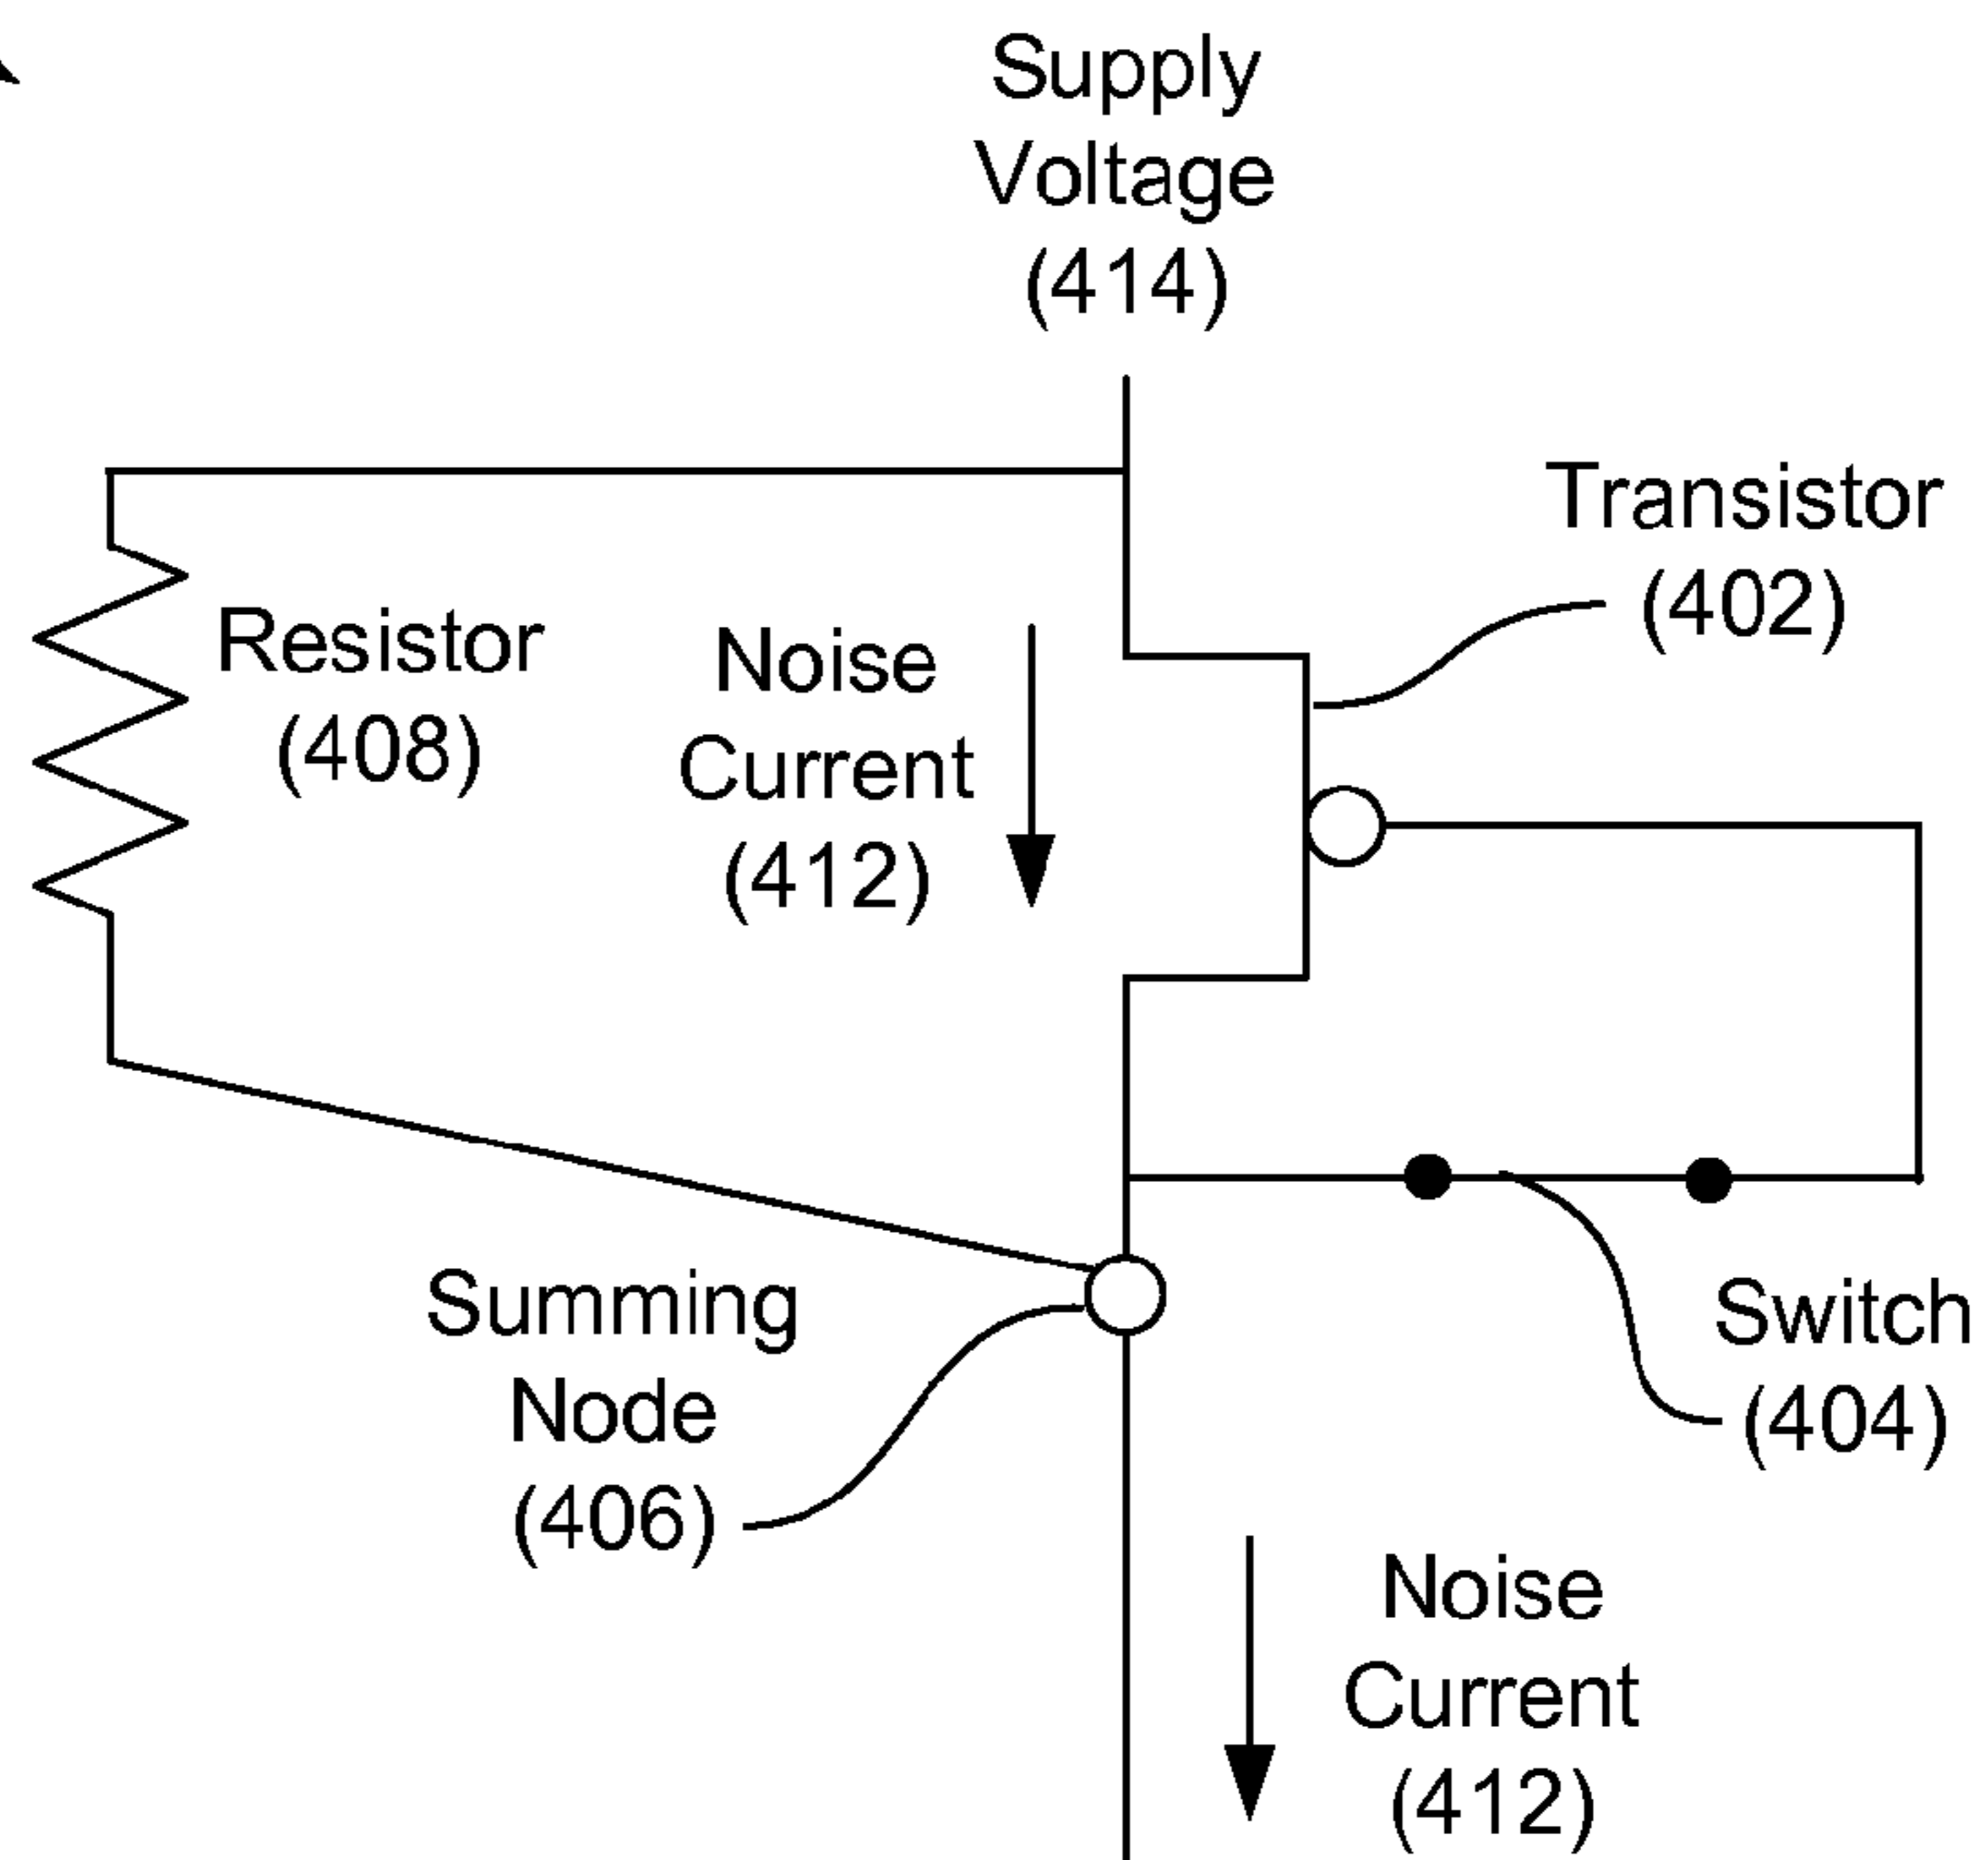 Supply
Voltage
(414)
Transistor
(402)
Resistor
(408)
Noise
Current
(412)
Summing
Node
(406)
Switch
(404)
Noise
Current
(412)